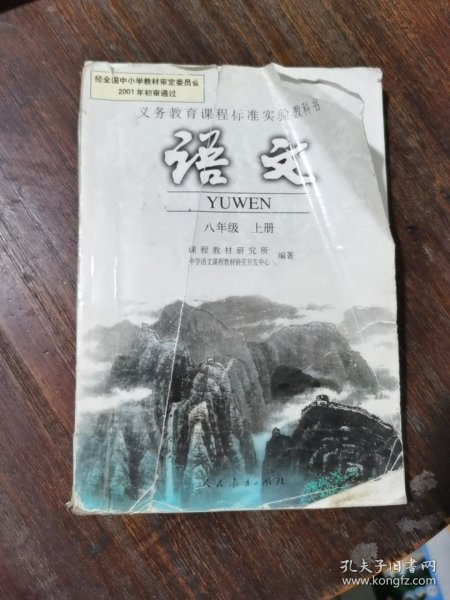 经全国中小学教材审定委员会
2001年初审通过
义务教育课程标准实验教科书
语文
YUWEN
八年级 上册
课程教材研究所
中学语文课程教材研究开发中心
编著
人民教育出版社
孔夫子旧书网
www.kongfz.com